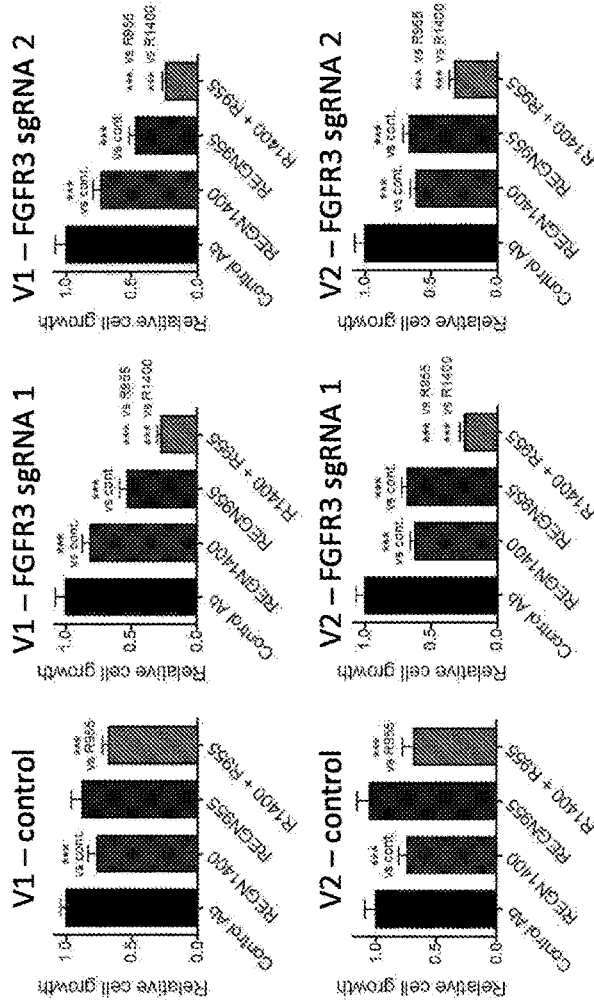 V1 – control
Relative cell growth
1.0
0.5
0.0
*** vs cont.
*** vs R955
Control Ab
REGN1400
REGN955
R1400 + R955
V1 – FGFR3 sgRNA 1
Relative cell growth
1.0
0.5
0.0
*** vs cont.
*** vs cont.
*** vs R955
*** vs R1400
Control Ab
REGN1400
REGN955
R1400 + R955
V1 – FGFR3 sgRNA 2
Relative cell growth
1.0
0.5
0.0
*** vs cont.
*** vs cont.
*** vs R955
*** vs R1400
Control Ab
REGN1400
REGN955
R1400 + R955
V2 – control
Relative cell growth
1.0
0.5
0.0
*** vs cont.
*** vs R955
Control Ab
REGN1400
REGN955
R1400 + R955
V2 – FGFR3 sgRNA 1
Relative cell growth
1.0
0.5
0.0
*** vs cont.
*** vs cont.
*** vs R955
*** vs R1400
Control Ab
REGN1400
REGN955
R1400 + R955
V2 – FGFR3 sgRNA 2
Relative cell growth
1.0
0.5
0.0
*** vs cont.
*** vs cont.
*** vs R955
*** vs R1400
Control Ab
REGN1400
REGN955
R1400 + R955